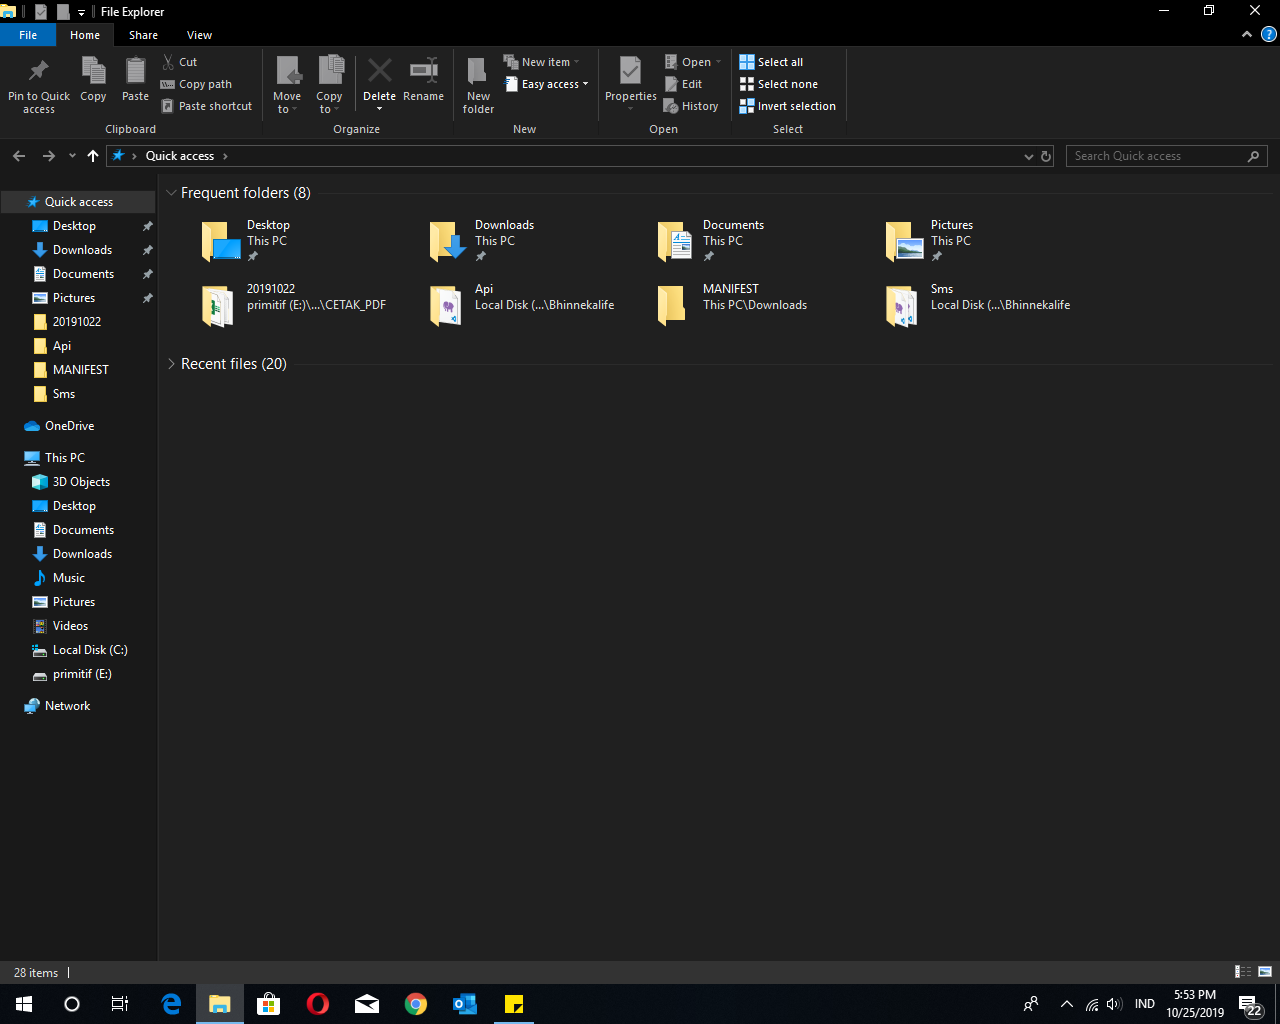 File Explorer
File
Home
Share
View
Pin to Quick
access
Copy
Paste
Cut
Copy path
Paste shortcut
Clipboard
Move
to
Copy
to
Delete
Rename
Organize
New
folder
New item
Easy access
New
Properties
Open
Edit
History
Open
Select all
Select none
Invert selection
Select
Quick access
Search Quick access
Quick access
Desktop
Downloads
Documents
Pictures
20191022
Api
MANIFEST
Sms
OneDrive
This PC
3D Objects
Desktop
Documents
Downloads
Music
Pictures
Videos
Local Disk (C:)
primitif (E:)
Network
Frequent folders (8)
Desktop
This PC
Downloads
This PC
Documents
This PC
Pictures
This PC
20191022
primitif (E:)\...\CETAK_PDF
Api
Local Disk (...\Bhinnekalife
MANIFEST
This PC\Downloads
Sms
Local Disk (...\Bhinnekalife
Recent files (20)
28 items
IND
5:53 PM
10/25/2019
22